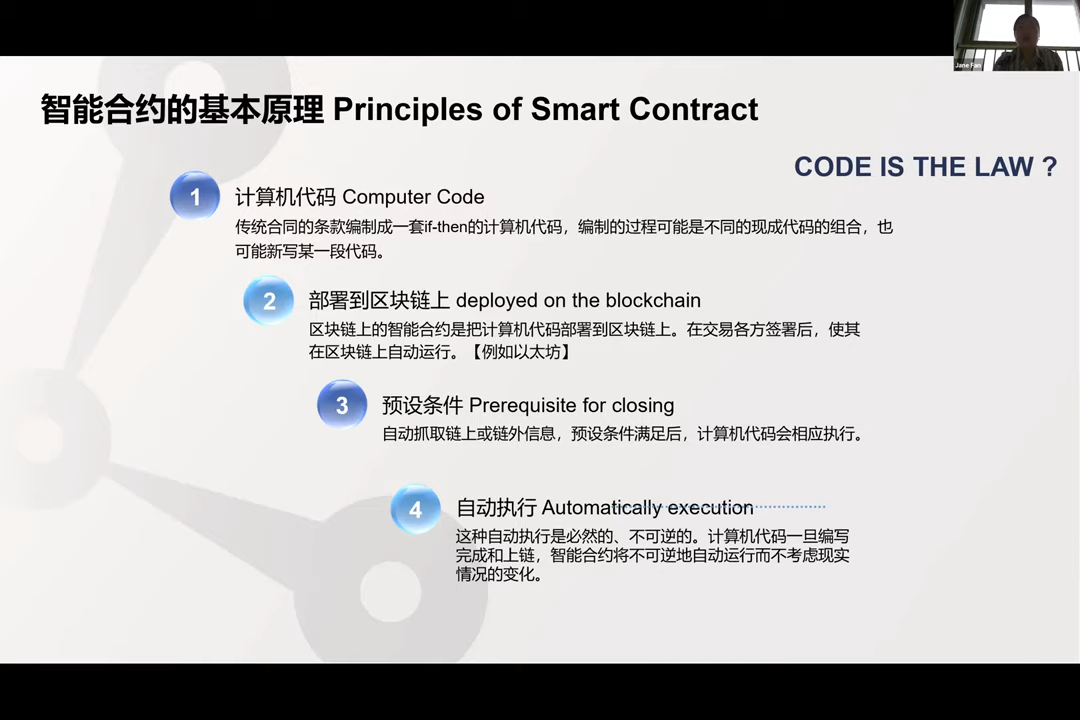 Jane Fan
智能合约的基本原理 Principles of Smart Contract
CODE IS THE LAW ?
1
计算机代码 Computer Code
传统合同的条款编制成一套if-then的计算机代码，编制的过程可能是不同的现成代码的组合，也
可能新写某一段代码。
2
部署到区块链上 deployed on the blockchain
区块链上的智能合约是把计算机代码部署到区块链上。在交易各方签署后，使其
在区块链上自动运行。【例如以太坊】
3
预设条件 Prerequisite for closing
自动抓取链上或链外信息，预设条件满足后，计算机代码会相应执行。
4
自动执行 Automatically execution
这种自动执行是必然的、不可逆的。计算机代码一旦编写
完成和上链，智能合约将不可逆地自动运行而不考虑现实
情况的变化。